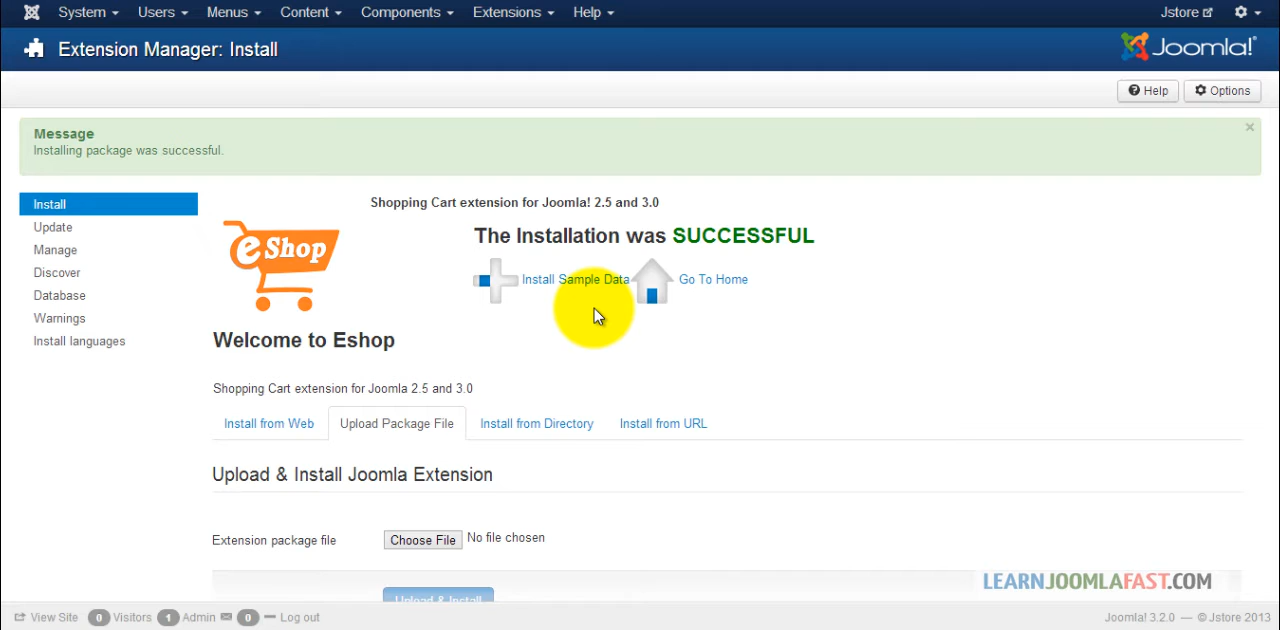 System Users Menus Content Components Extensions Help Jstore
Extension Manager: Install Joomla!®
Help Options
Message
Installing package was successful.
Install
Update
Manage
Discover
Database
Warnings
Install languages
Shopping Cart extension for Joomla! 2.5 and 3.0
eShop
The Installation was SUCCESSFUL
Install Sample Data Go To Home
Welcome to Eshop
Shopping Cart extension for Joomla 2.5 and 3.0
Install from Web Upload Package File Install from Directory Install from URL
Upload & Install Joomla Extension
Extension package file Choose File No file chosen
Upload & Install
LEARNJOOMLAFAST.COM
View Site 0 Visitors 1 Admin 0 Log out Joomla! 3.2.0 — © Jstore 2013